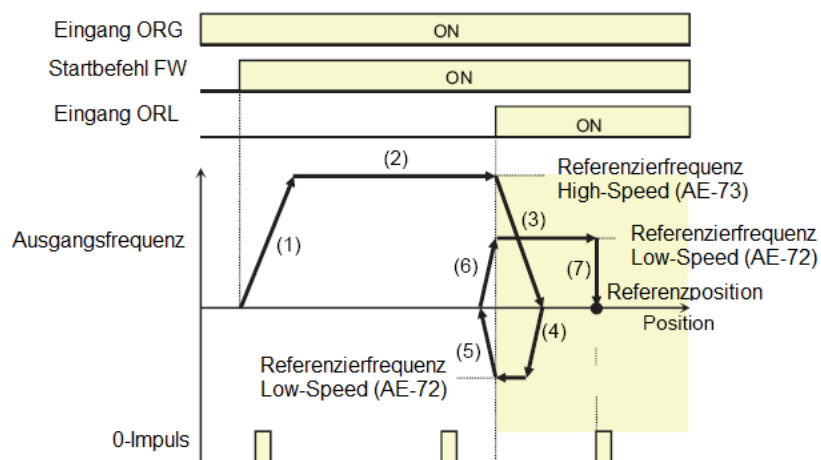 Eingang ORG
ON
Startbefehl FW
ON
Eingang ORL
ON
(2)
Referenzierfrequenz
High-Speed (AE-73)
(3)
Ausgangsfrequenz
(1)
Referenzierfrequenz
Low-Speed (AE-72)
(6)
(7)
Referenzposition
Position
(4)
(5)
Referenzierfrequenz
Low-Speed (AE-72)
0-Impuls